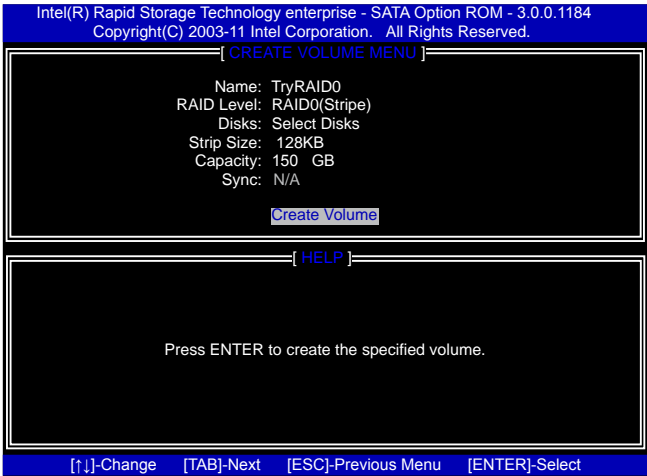 Intel(R) Rapid Storage Technology enterprise - SATA Option ROM - 3.0.0.1184
Copyright(C) 2003-11 Intel Corporation. All Rights Reserved.
[ CREATE VOLUME MENU ]
Name: TryRAID0
RAID Level: RAID0(Stripe)
Disks: Select Disks
Strip Size: 128KB
Capacity: 150 GB
Sync: N/A
Create Volume
[ HELP ]
Press ENTER to create the specified volume.
[↑↓]-Change [TAB]-Next [ESC]-Previous Menu [ENTER]-Select